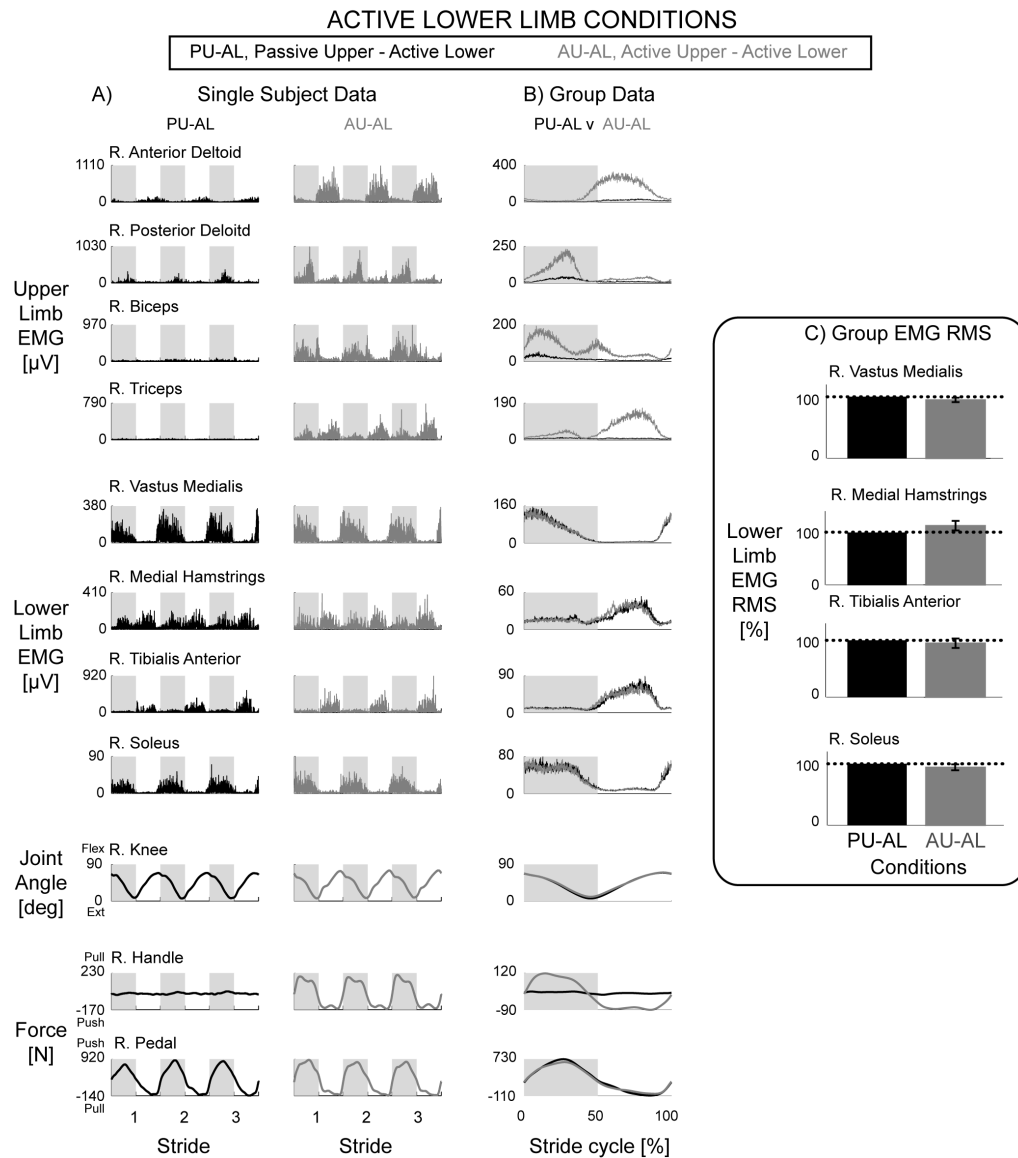 ACTIVE LOWER LIMB CONDITIONS
PU-AL, Passive Upper - Active Lower AU-AL, Active Upper - Active Lower
A) Single Subject Data
PU-AL AU-AL
B) Group Data
PU-AL v AU-AL
Upper
Limb
EMG
[µV]
R. Anterior Deltoid
1110
0
400
0
R. Posterior Deloitd
1030
0
250
0
R. Biceps
970
0
200
0
R. Triceps
790
0
190
0
Lower
Limb
EMG
[µV]
R. Vastus Medialis
380
0
160
0
R. Medial Hamstrings
410
0
60
0
R. Tibialis Anterior
920
0
90
0
R. Soleus
90
0
80
0
Joint
Angle
[deg]
R. Knee
Flex
90
0
Ext
90
0
Force
[N]
R. Handle
Pull
230
-170
Push
120
-90
R. Pedal
Push
920
-140
Pull
730
-110
1 2 3
Stride
1 2 3
Stride
0 50 100
Stride cycle [%]
C) Group EMG RMS
Lower
Limb
EMG
RMS
[%]
R. Vastus Medialis
100
0
R. Medial Hamstrings
100
0
R. Tibialis Anterior
100
0
R. Soleus
100
0
PU-AL AU-AL
Conditions